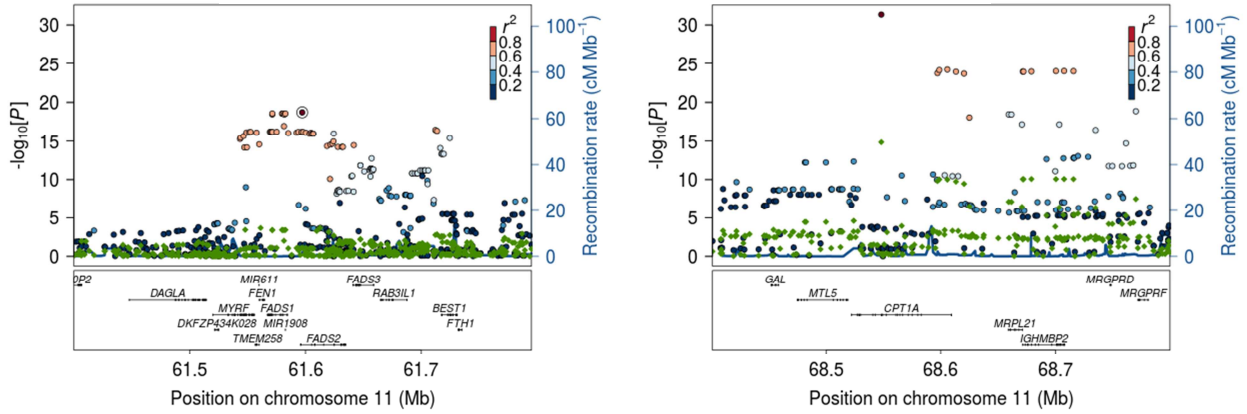 30
25
20
15
10
5
0
-log10[P]
r²
0.8
0.6
0.4
0.2
100
80
60
40
20
0
Recombination rate (cM Mb⁻¹)
MIR611
FADS3
DAGLA
FEN1
RAB3IL1
MYRF
FADS1
BEST1
DKFZP434K028
MIR1908
FTH1
TMEM258
FADS2
61.5
61.6
61.7
Position on chromosome 11 (Mb)
30
25
20
15
10
5
0
-log10[P]
r²
0.8
0.6
0.4
0.2
100
80
60
40
20
0
Recombination rate (cM Mb⁻¹)
GAL
MRGPRD
MTL5
MRGPRF
CPT1A
MRPL21
IGHMBP2
68.5
68.6
68.7
Position on chromosome 11 (Mb)